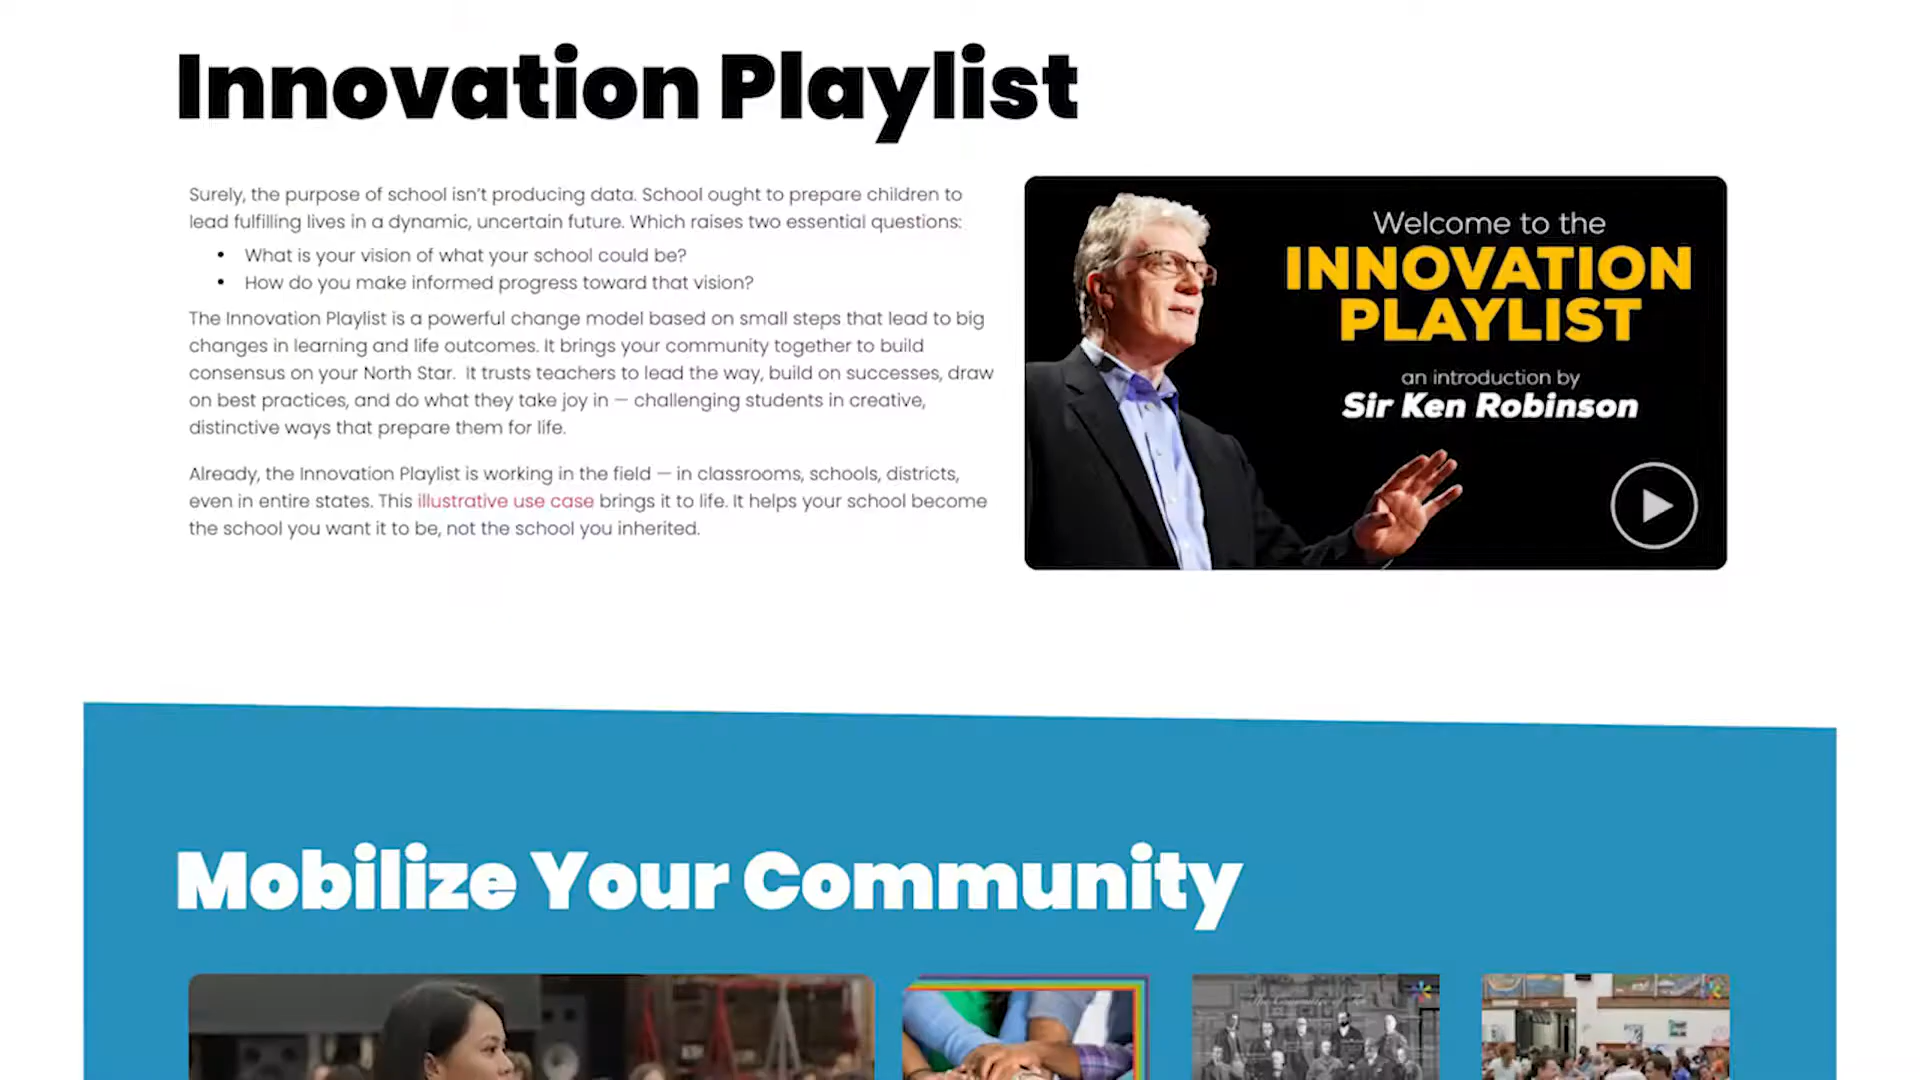 Innovation Playlist
Surely, the purpose of school isn't producing data. School ought to prepare children to
lead fulfilling lives in a dynamic, uncertain future. Which raises two essential questions:
• What is your vision of what your school could be?
• How do you make informed progress toward that vision?
The Innovation Playlist is a powerful change model based on small steps that lead to big
changes in learning and life outcomes. It brings your community together to build
consensus on your North Star.  It trusts teachers to lead the way, build on successes, draw
on best practices, and do what they take joy in — challenging students in creative,
distinctive ways that prepare them for life.
Already, the Innovation Playlist is working in the field — in classrooms, schools, districts,
even in entire states. This illustrative use case brings it to life. It helps your school become
the school you want it to be, not the school you inherited.
Welcome to the
INNOVATION
PLAYLIST
an introduction by
Sir Ken Robinson
Mobilize Your Community